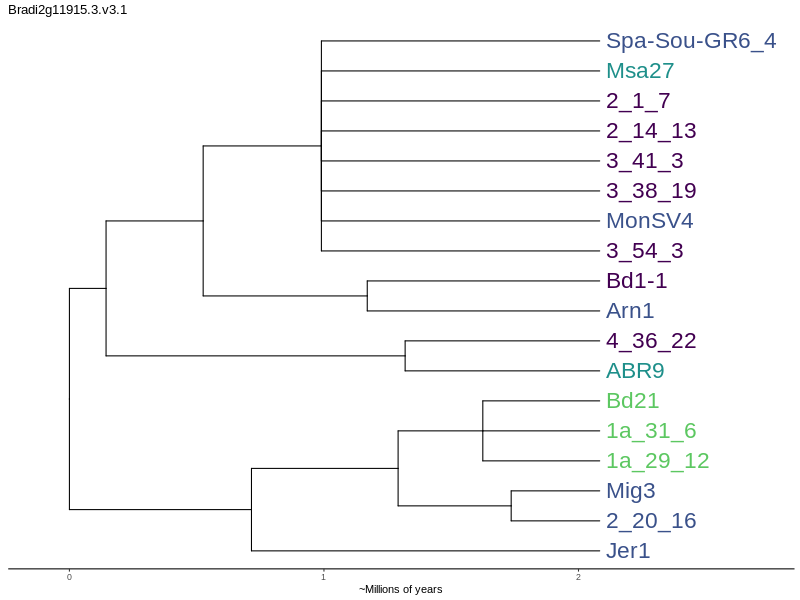 Bradi2g11915.3.v3.1
Spa-Sou-GR6_4
Msa27
2_1_7
2_14_13
3_41_3
3_38_19
MonSV4
3_54_3
Bd1-1
Arn1
4_36_22
ABR9
Bd21
1a_31_6
1a_29_12
Mig3
2_20_16
Jer1
0 1 2
~Millions of years